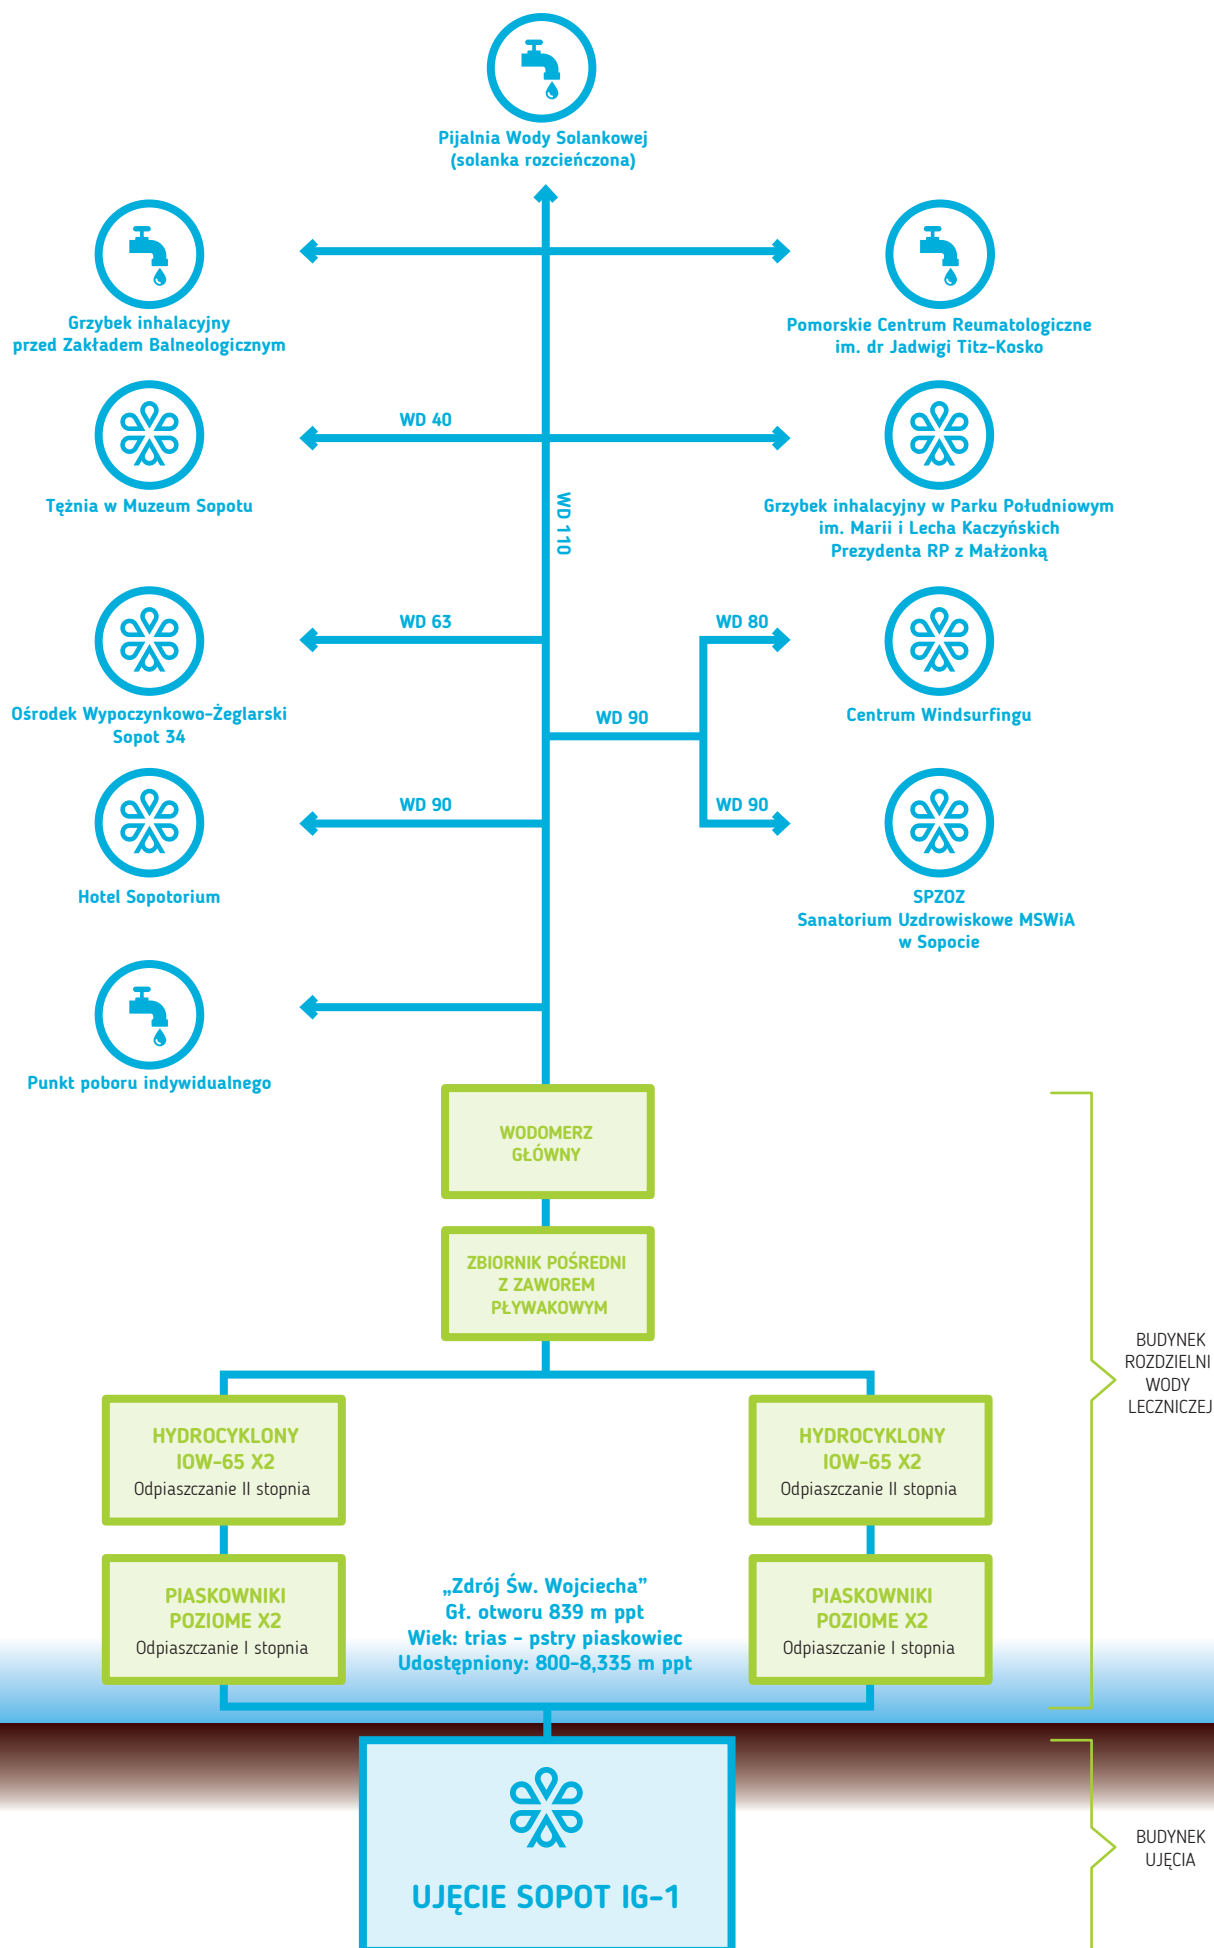 Pijalnia Wody Solankowej
(solanka rozcieńczona)
Grzybek inhalacyjny
przed Zakładem Balneologicznym
Pomorskie Centrum Reumatologiczne
im. dr Jadwigi Titz-Kosko
WD 40
Tężnia w Muzeum Sopotu
Grzybek inhalacyjny w Parku Południowym
im. Marii i Lecha Kaczyńskich
Prezydenta RP z Małżonką
WD 110
WD 63
WD 80
Ośrodek Wypoczynkowo-Żeglarski
Sopot 34
WD 90
Centrum Windsurfingu
WD 90
WD 90
Hotel Sopotorium
SPZOZ
Sanatorium Uzdrowiskowe MSWiA
w Sopocie
Punkt poboru indywidualnego
WODOMERZ
GŁÓWNY
ZBIORNIK POŚREDNI
Z ZAWOREM
PŁYWAKOWYM
BUDYNEK
ROZDZIELNI
WODY
LECZNICZEJ
HYDROCYKLONY
IOW-65 X2
Odpiaszczanie II stopnia
HYDROCYKLONY
IOW-65 X2
Odpiaszczanie II stopnia
PIASKOWNIKI
POZIOME X2
Odpiaszczanie I stopnia
„Zdrój Św. Wojciecha”
Gł. otworu 839 m ppt
Wiek: trias - pstry piaskowiec
Udostępniony: 800-8,335 m ppt
PIASKOWNIKI
POZIOME X2
Odpiaszczanie I stopnia
UJĘCIE SOPOT IG-1
BUDYNEK
UJĘCIA